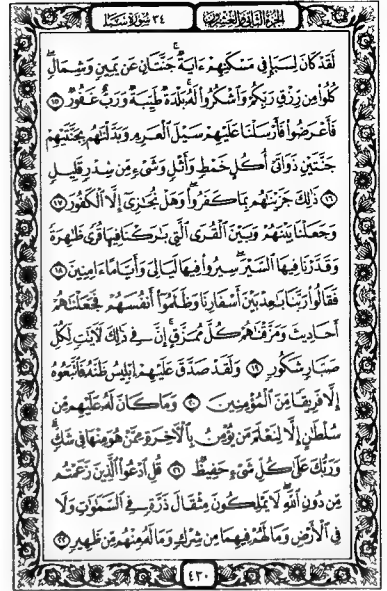 الجزء الثاني والعشرون ٣٤ سورة سبأ
لَقَدْ كَانَ لِسَبَإٍ فِي مَسْكَنِهِمْ ءَايَةٌ جَنَّتَانِ عَن يَمِينٍ وَشِمَالٍ
كُلُوا مِن رِّزْقِ رَبِّكُمْ وَاشْكُرُوا لَهُ بَلْدَةٌ طَيِّبَةٌ وَرَبٌّ غَفُورٌ ١٥
فَأَعْرَضُوا فَأَرْسَلْنَا عَلَيْهِمْ سَيْلَ الْعَرِمِ وَبَدَّلْنَاهُم بِجَنَّتَيْهِمْ
جَنَّتَيْنِ ذَوَاتَىْ أُكُلٍ خَمْطٍ وَأَثْلٍ وَشَىْءٍ مِّن سِدْرٍ قَلِيلٍ
١٦ ذَٰلِكَ جَزَيْنَاهُم بِمَا كَفَرُوا وَهَلْ نُجَازِي إِلَّا الْكَفُورَ ١٧
وَجَعَلْنَا بَيْنَهُمْ وَبَيْنَ الْقُرَى الَّتِي بَارَكْنَا فِيهَا قُرًى ظَاهِرَةً
وَقَدَّرْنَا فِيهَا السَّيْرَ سِيرُوا فِيهَا لَيَالِيَ وَأَيَّامًا ءَامِنِينَ ١٨
فَقَالُوا رَبَّنَا بَاعِدْ بَيْنَ أَسْفَارِنَا وَظَلَمُوا أَنفُسَهُمْ فَجَعَلْنَاهُمْ
أَحَادِيثَ وَمَزَّقْنَاهُمْ كُلَّ مُمَزَّقٍ إِنَّ فِي ذَٰلِكَ لَآيَاتٍ لِّكُلِّ
صَبَّارٍ شَكُورٍ ١٩ وَلَقَدْ صَدَّقَ عَلَيْهِمْ إِبْلِيسُ ظَنَّهُ فَاتَّبَعُوهُ
إِلَّا فَرِيقًا مِّنَ الْمُؤْمِنِينَ ٢٠ وَمَا كَانَ لَهُ عَلَيْهِم مِّن
سُلْطَانٍ إِلَّا لِنَعْلَمَ مَن يُؤْمِنُ بِالْآخِرَةِ مِمَّنْ هُوَ مِنْهَا فِي شَكٍّ
وَرَبُّكَ عَلَىٰ كُلِّ شَىْءٍ حَفِيظٌ ٢١ قُلِ ادْعُوا الَّذِينَ زَعَمْتُم
مِّن دُونِ اللَّهِ لَا يَمْلِكُونَ مِثْقَالَ ذَرَّةٍ فِي السَّمَاوَاتِ وَلَا
فِي الْأَرْضِ وَمَا لَهُمْ فِيهِمَا مِن شِرْكٍ وَمَا لَهُ مِنْهُم مِّن ظَهِيرٍ ٢٢
٤٣٠